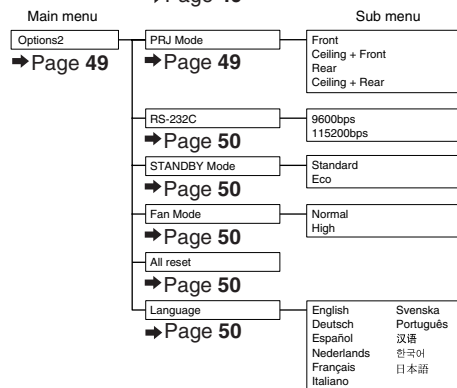 Main menu
Sub menu
Options2
➡Page 49
PRJ Mode
➡Page 49
Front
Ceiling + Front
Rear
Ceiling + Rear
RS-232C
➡Page 50
9600bps
115200bps
STANDBY Mode
➡Page 50
Standard
Eco
Fan Mode
➡Page 50
Normal
High
All reset
➡Page 50
Language
➡Page 50
English Svenska
Deutsch Português
Español 汉语
Nederlands 한국어
Français 日本語
Italiano